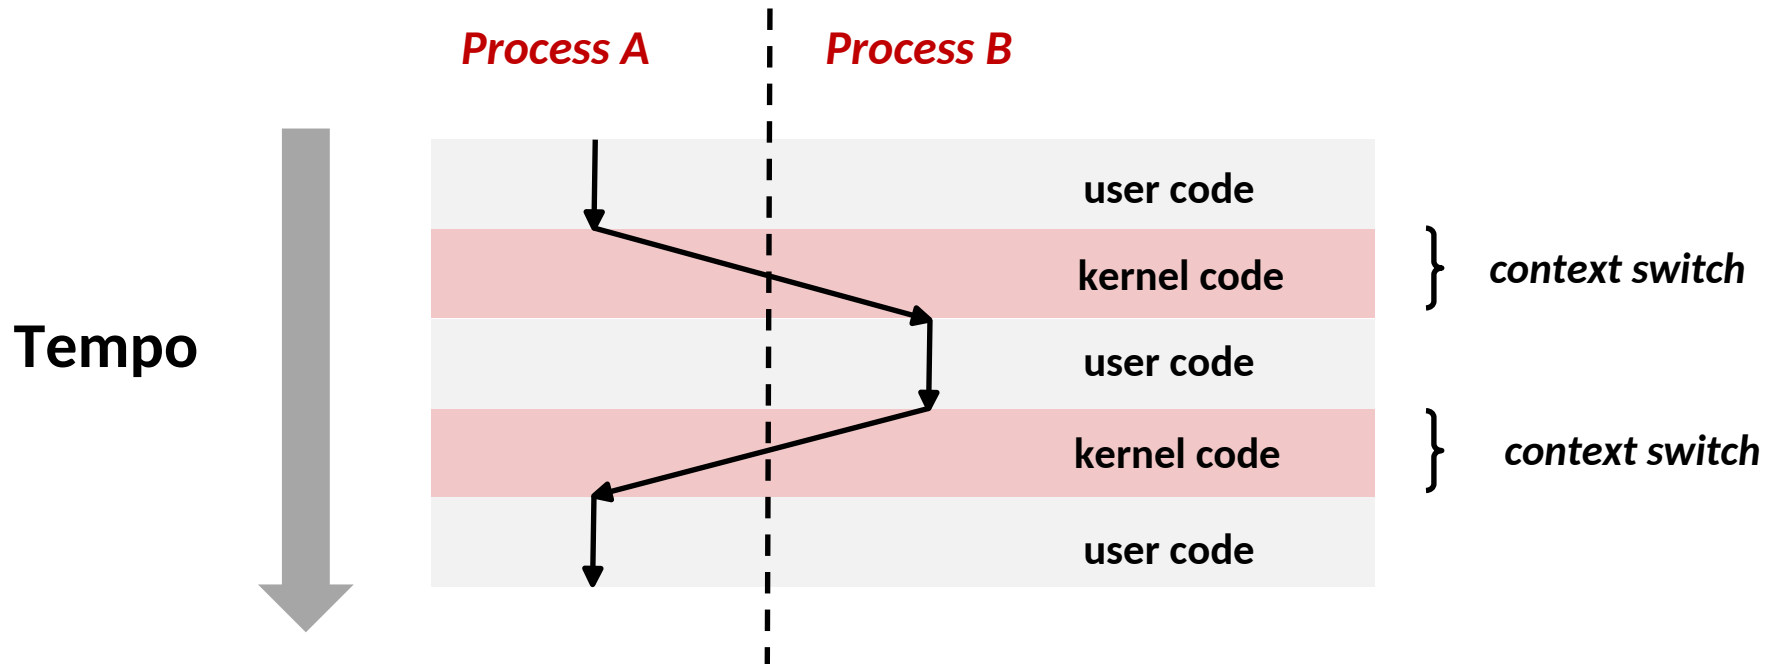 Process A
Process B
user code
kernel code
context switch
Tempo
user code
kernel code
context switch
user code